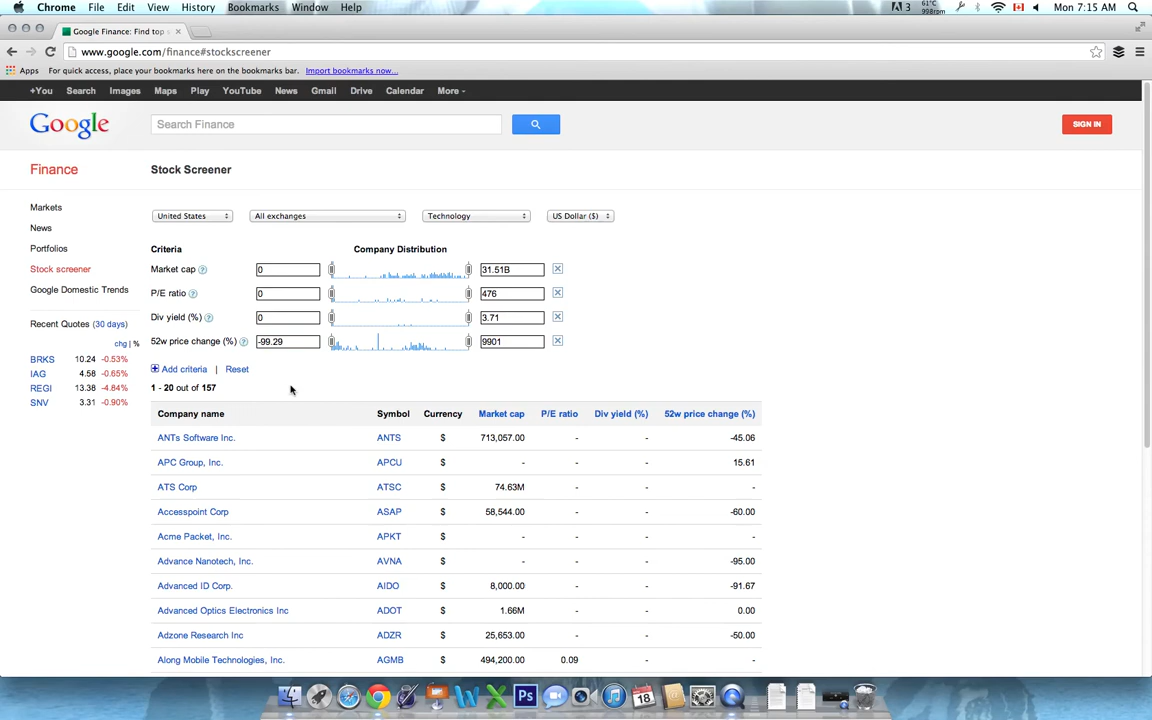 Chrome File Edit View History Bookmarks Window Help 3 61°C 998rpm Mon 7:15 AM
Google Finance: Find top
www.google.com/finance#stockscreener
Apps For quick access, place your bookmarks here on the bookmarks bar. Import bookmarks now...
+You Search Images Maps Play YouTube News Gmail Drive Calendar More
Google Search Finance SIGN IN
Finance Stock Screener
Markets
News
Portfolios
Stock screener
Google Domestic Trends
Recent Quotes (30 days)
chg | %
BRKS 10.24 -0.53%
IAG 4.58 -0.65%
REGI 13.38 -4.84%
SNV 3.31 -0.90%
United States All exchanges Technology US Dollar ($)
Criteria Company Distribution
Market cap ? 0 31.51B
P/E ratio ? 0 476
Div yield (%) ? 0 3.71
52w price change (%) ? -99.29 9901
Add criteria | Reset
1 - 20 out of 157
Company name Symbol Currency Market cap P/E ratio Div yield (%) 52w price change (%)
ANTs Software Inc. ANTS $ 713,057.00 - - -45.06
APC Group, Inc. APCU $ - - - 15.61
ATS Corp ATSC $ 74.63M - - -
Accesspoint Corp ASAP $ 58,544.00 - - -60.00
Acme Packet, Inc. APKT $ - - - -
Advance Nanotech, Inc. AVNA $ - - - -95.00
Advanced ID Corp. AIDO $ 8,000.00 - - -91.67
Advanced Optics Electronics Inc ADOT $ 1.66M - - 0.00
Adzone Research Inc ADZR $ 25,653.00 - - -50.00
Along Mobile Technologies, Inc. AGMB $ 494,200.00 0.09 - -
Ps
18